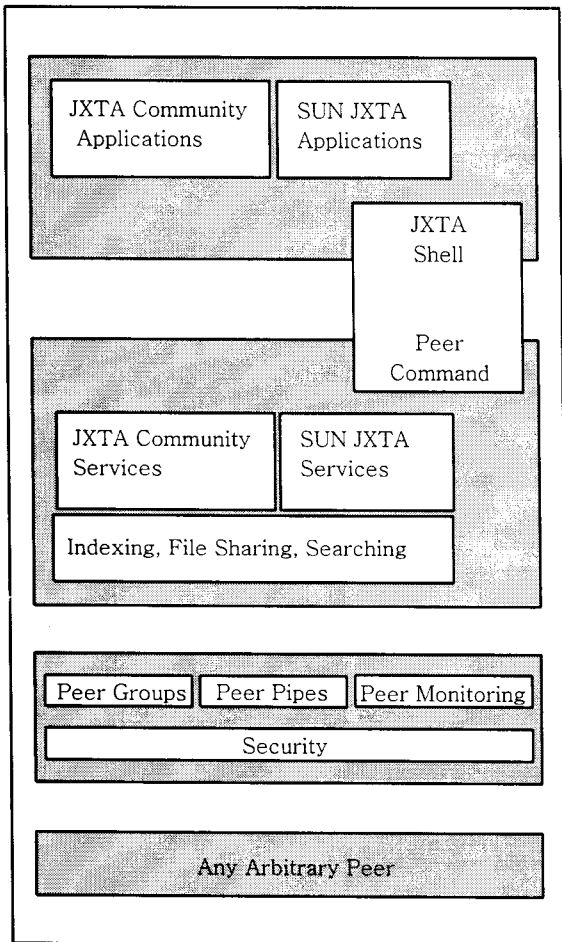 JXTA Community
Applications
SUN JXTA
Applications
JXTA
Shell
Peer
Command
JXTA Community
Services
SUN JXTA
Services
Indexing, File Sharing, Searching
Peer Groups
Peer Pipes
Peer Monitoring
Security
Any Arbitrary Peer